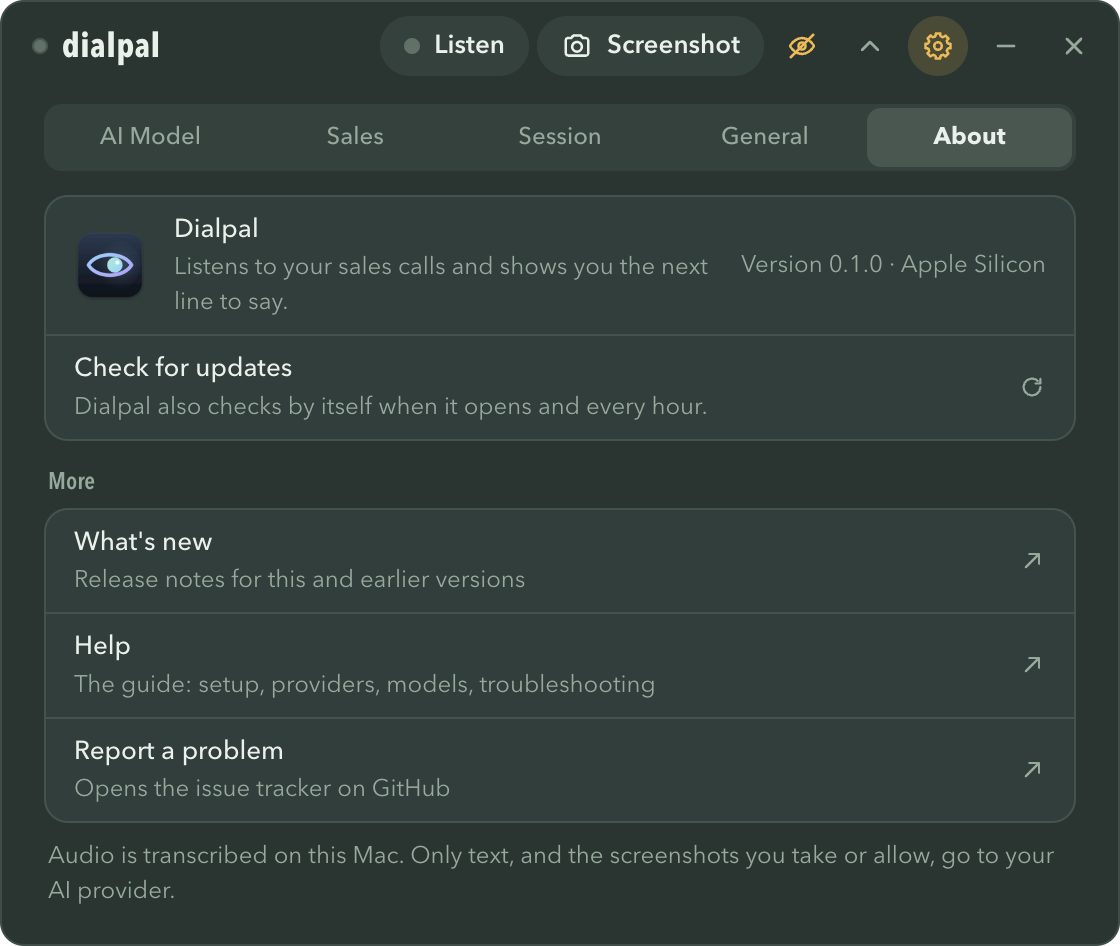 dialpal
Listen
Screenshot
AI Model
Sales
Session
General
About
Dialpal
Listens to your sales calls and shows you the next
line to say.
Version 0.1.0 · Apple Silicon
Check for updates
Dialpal also checks by itself when it opens and every hour.
More
What's new
Release notes for this and earlier versions
Help
The guide: setup, providers, models, troubleshooting
Report a problem
Opens the issue tracker on GitHub
Audio is transcribed on this Mac. Only text, and the screenshots you take or allow, go to your
AI provider.